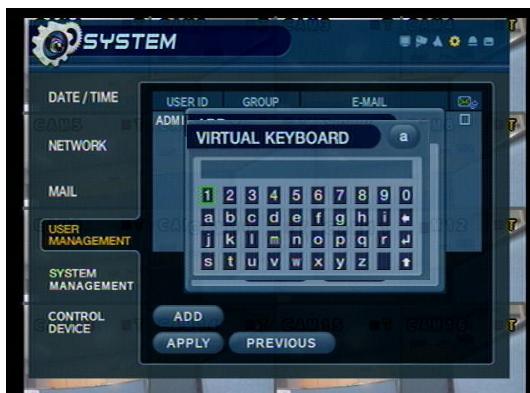 SYSTEM
DATE / TIME
NETWORK
MAIL
USER MANAGEMENT
SYSTEM MANAGEMENT
CONTROL DEVICE
USER ID GROUP E-MAIL
ADMI
VIRTUAL KEYBOARD a
1 2 3 4 5 6 7 8 9 0
a b c d e f g h i
j k l m n o p q r
s t u v w x y z
ADD
APPLY PREVIOUS